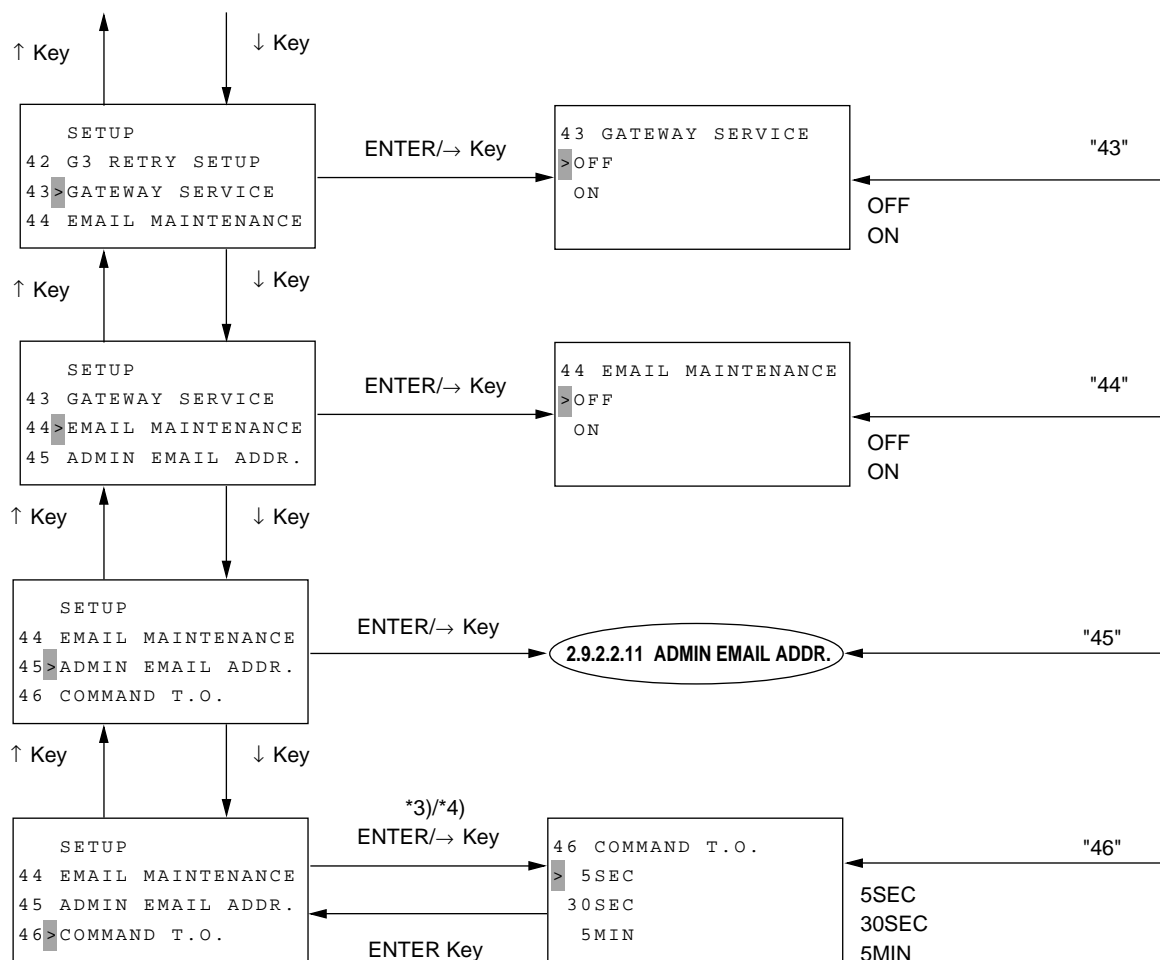 ↑ Key
↓ Key
SETUP
42 G3 RETRY SETUP
43>GATEWAY SERVICE
44 EMAIL MAINTENANCE
ENTER/→ Key
43 GATEWAY SERVICE
>OFF
ON
"43"
OFF
ON
↑ Key
↓ Key
SETUP
43 GATEWAY SERVICE
44>EMAIL MAINTENANCE
45 ADMIN EMAIL ADDR.
ENTER/→ Key
44 EMAIL MAINTENANCE
>OFF
ON
"44"
OFF
ON
↑ Key
↓ Key
SETUP
44 EMAIL MAINTENANCE
45>ADMIN EMAIL ADDR.
46 COMMAND T.O.
ENTER/→ Key
2.9.2.2.11 ADMIN EMAIL ADDR.
"45"
↑ Key
↓ Key
SETUP
44 EMAIL MAINTENANCE
45 ADMIN EMAIL ADDR.
46>COMMAND T.O.
*3)/*4)
ENTER/→ Key
ENTER Key
46 COMMAND T.O.
> 5SEC
30SEC
5MIN
"46"
5SEC
30SEC
5MIN